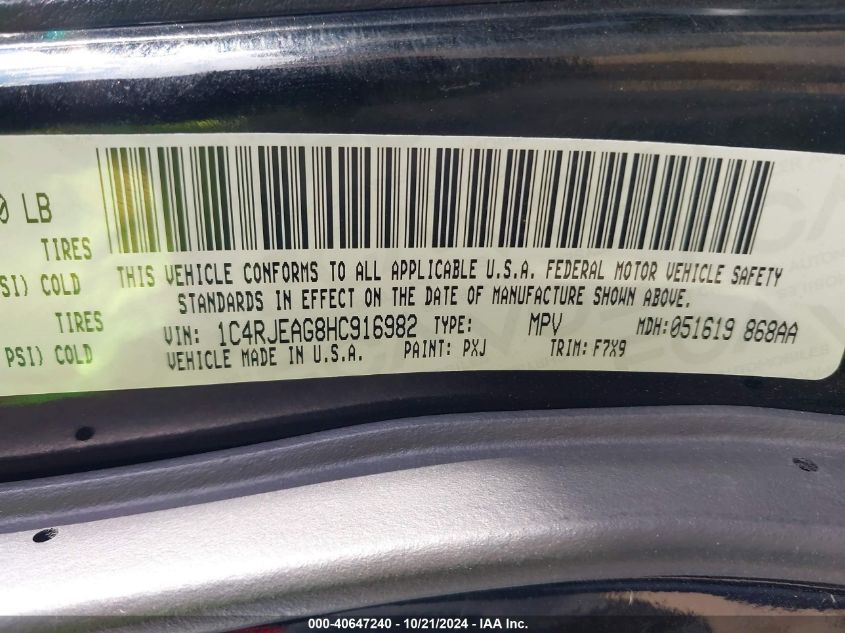 0 LB
TIRES
SI) COLD
TIRES
PSI) COLD
THIS VEHICLE CONFORMS TO ALL APPLICABLE U.S.A. FEDERAL MOTOR VEHICLE SAFETY
STANDARDS IN EFFECT ON THE DATE OF MANUFACTURE SHOWN ABOVE.
VIN: 1C4RJEAG8HC916982 TYPE: MPV MDH:051619 868AA
VEHICLE MADE IN U.S.A. PAINT: PXJ TRIM: F7X9
000-40647240 - 10/21/2024 - IAA Inc.